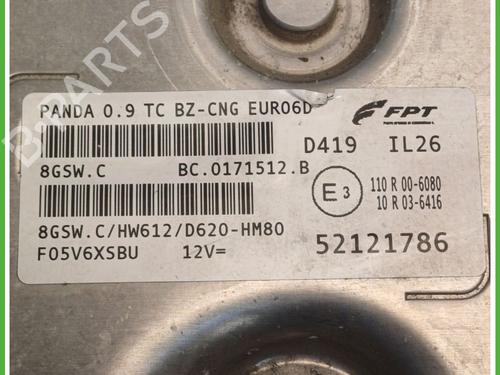 B-PARTS
PANDA 0.9 TC BZ-CNG EURO6D
FPT
D419 IL26
8GSW.C BC.0171512.B
E3
110 R 00-6080
10 R 03-6416
8GSW.C/HW612/D620-HM80
F05V6XSBU 12V=
52121786